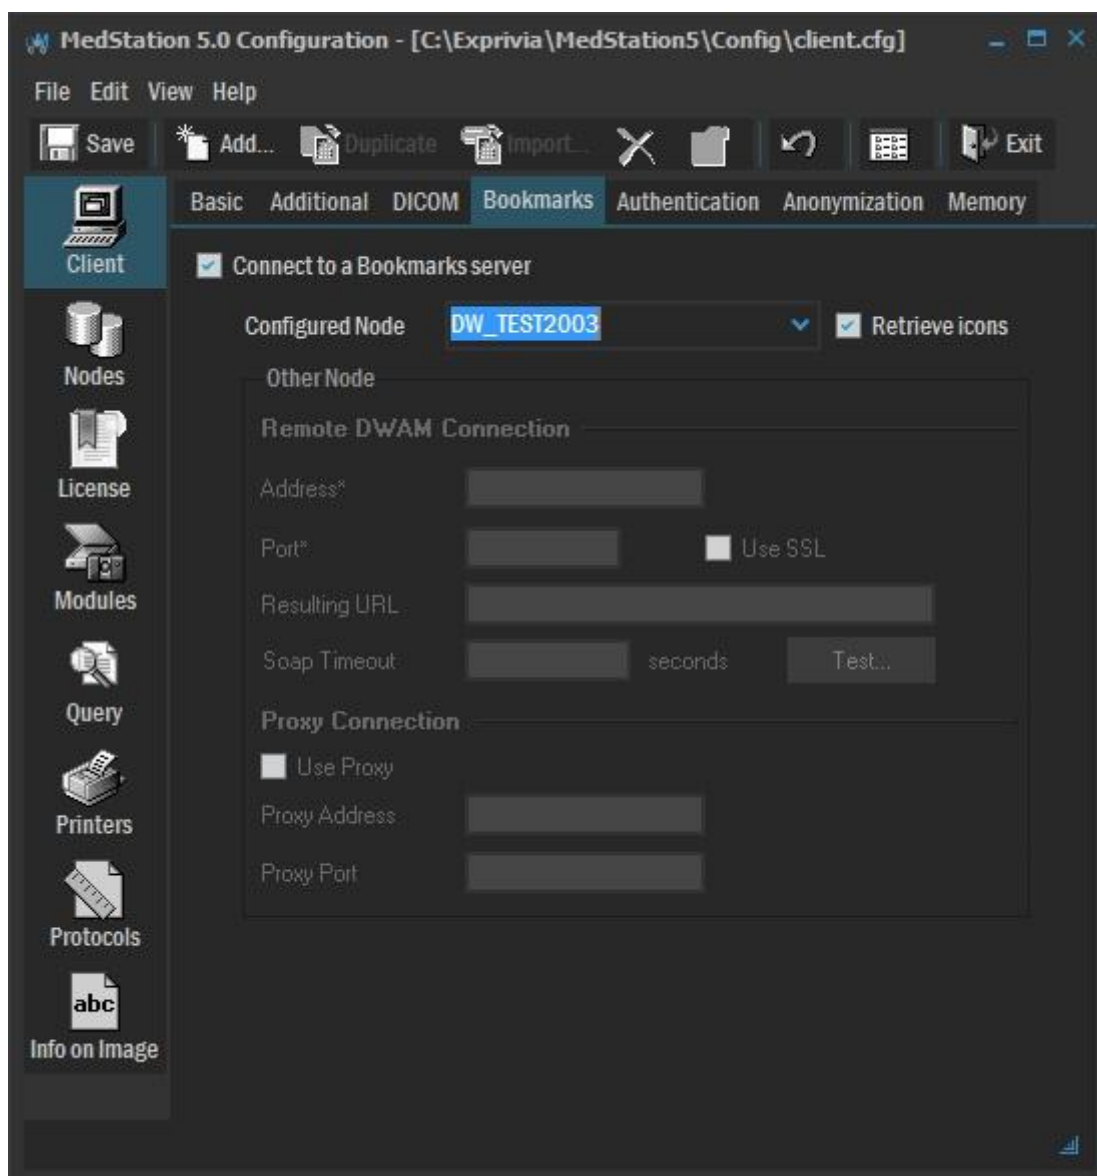 MedStation 5.0 Configuration - [C:\Exprivia\MedStation5\Config\client.cfg]
File Edit View Help
Save Add... Duplicate Import... Exit
Basic Additional DICOM Bookmarks Authentication Anonymization Memory
Client
Connect to a Bookmarks server
Configured Node DW_TEST2003 Retrieve icons
Nodes
Other Node
Remote DWAM Connection
License
Address*
Port* Use SSL
Modules
Resulting URL
Soap Timeout seconds Test...
Query
Proxy Connection
Use Proxy
Printers
Proxy Address
Proxy Port
Protocols
abc
Info on Image